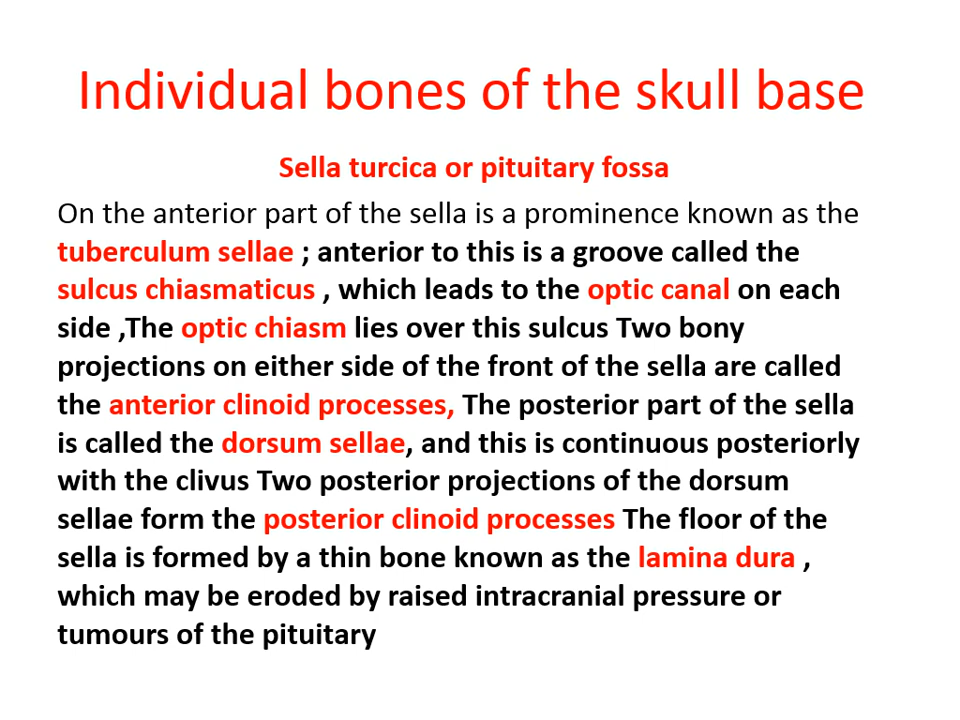 Individual bones of the skull base
Sella turcica or pituitary fossa
On the anterior part of the sella is a prominence known as the
tuberculum sellae ; anterior to this is a groove called the
sulcus chiasmaticus , which leads to the optic canal on each
side ,The optic chiasm lies over this sulcus Two bony
projections on either side of the front of the sella are called
the anterior clinoid processes, The posterior part of the sella
is called the dorsum sellae, and this is continuous posteriorly
with the clivus Two posterior projections of the dorsum
sellae form the posterior clinoid processes The floor of the
sella is formed by a thin bone known as the lamina dura ,
which may be eroded by raised intracranial pressure or
tumours of the pituitary